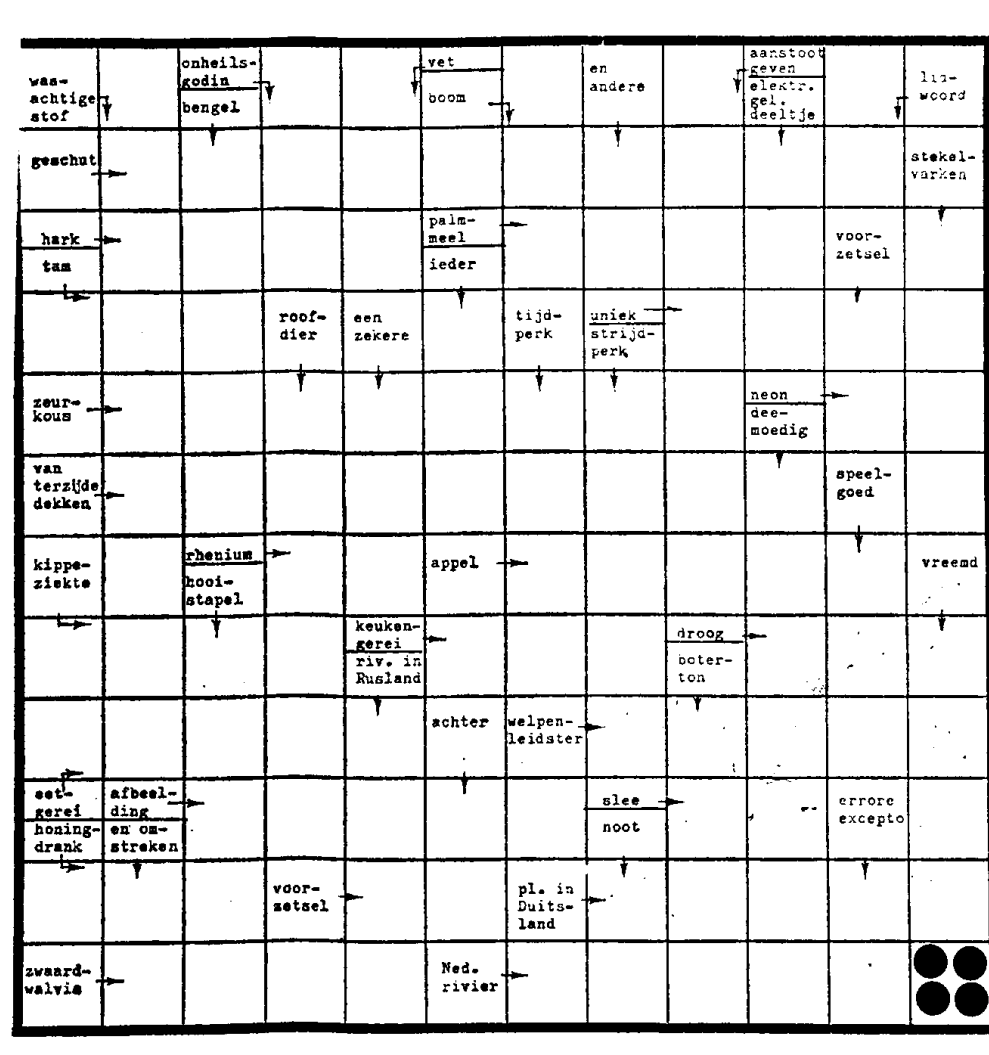 was-
achtige
stof
onheils-
godin
bengel
vet
boom
en
andere
aanstoot
geven
elektr.
gel.
deeltje
lid-
woord
geschut
stekel-
varken
hark
tam
palm-
meel
ieder
voor-
zetsel
roof-
dier
een
zekere
tijd-
perk
uniek
strijd-
perk
zeur-
kous
neon
dee-
moedig
van
terzijde
dekken
speel-
goed
kippe-
ziekte
rhenium
hooi-
stapel
appel
vreemd
keuken-
gerei
riv. in
Rusland
droog
boter-
ton
achter
welpen-
leidster
eet-
gerei
honing-
drank
afbeel-
ding
en om-
streken
slee
noot
errore
excepto
voor-
zetsel
pl. in
Duits-
land
zwaard-
walvis
Ned.
rivier